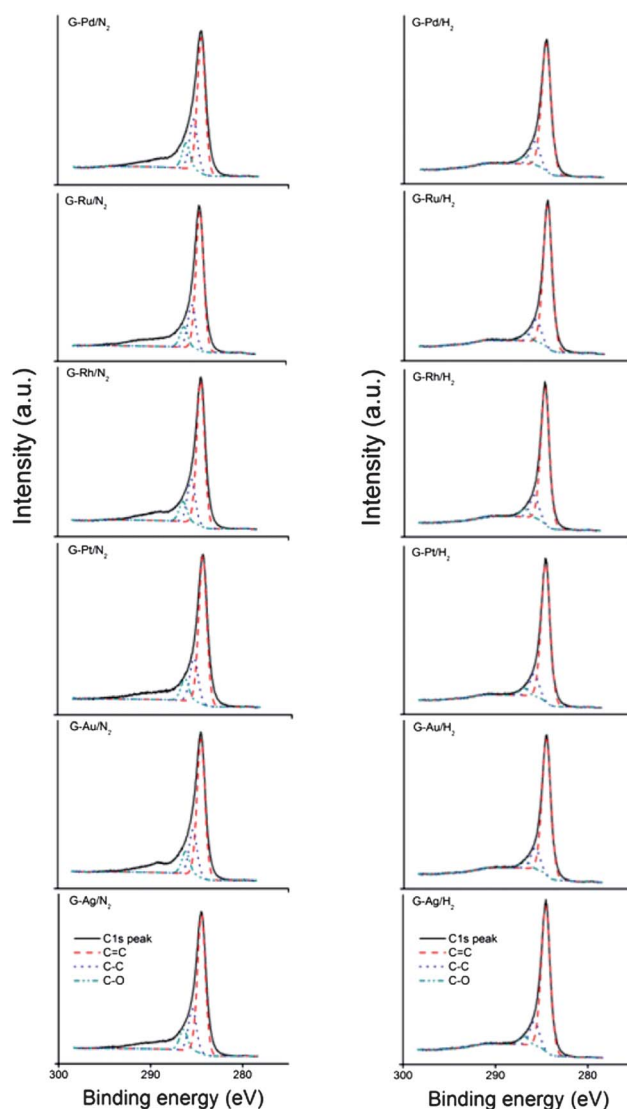 G-Pd/N₂
G-Ru/N₂
G-Rh/N₂
G-Pt/N₂
G-Au/N₂
G-Ag/N₂
C1s peak
C=C
C-C
C-O
Intensity (a.u.)
300
290
280
Binding energy (eV)
G-Pd/H₂
G-Ru/H₂
G-Rh/H₂
G-Pt/H₂
G-Au/H₂
G-Ag/H₂
C1s peak
C=C
C-C
C-O
Intensity (a.u.)
300
290
280
Binding energy (eV)